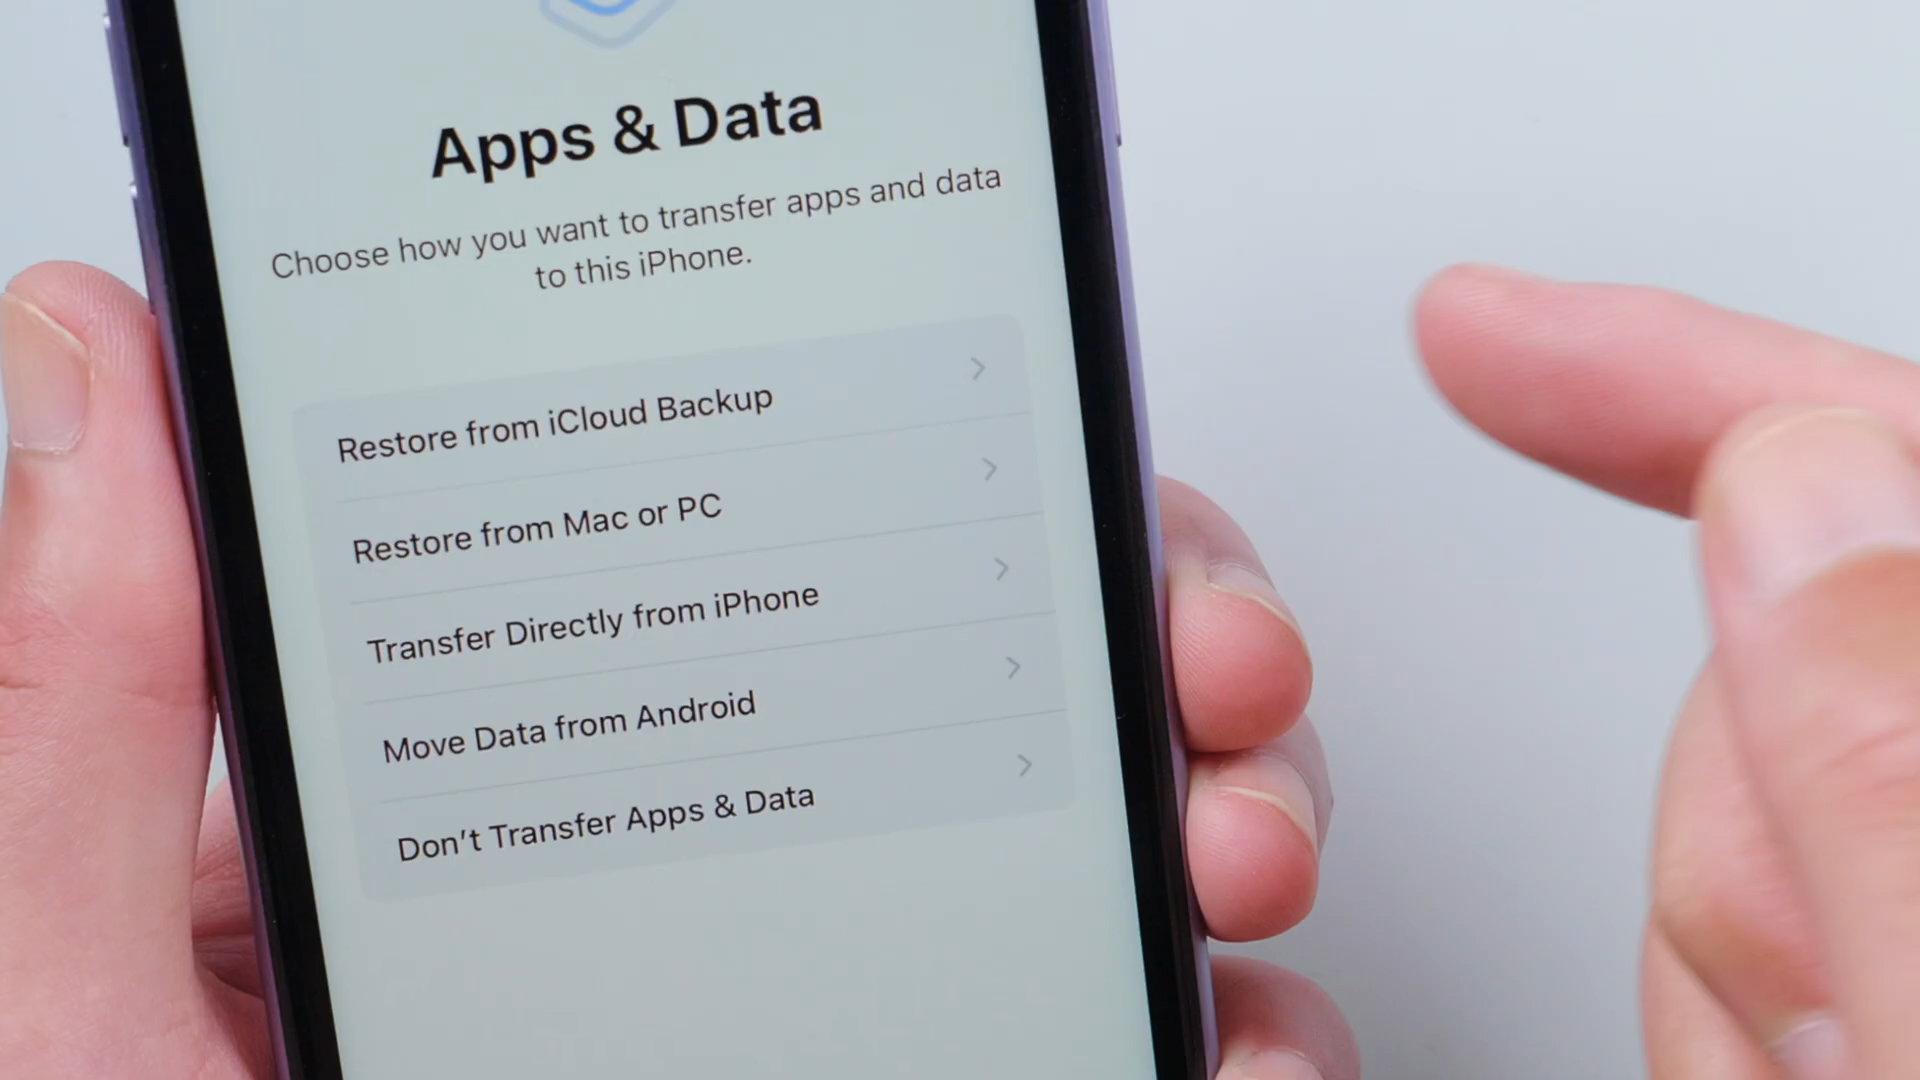 Apps & Data
Choose how you want to transfer apps and data
to this iPhone.
Restore from iCloud Backup
Restore from Mac or PC
Transfer Directly from iPhone
Move Data from Android
Don’t Transfer Apps & Data